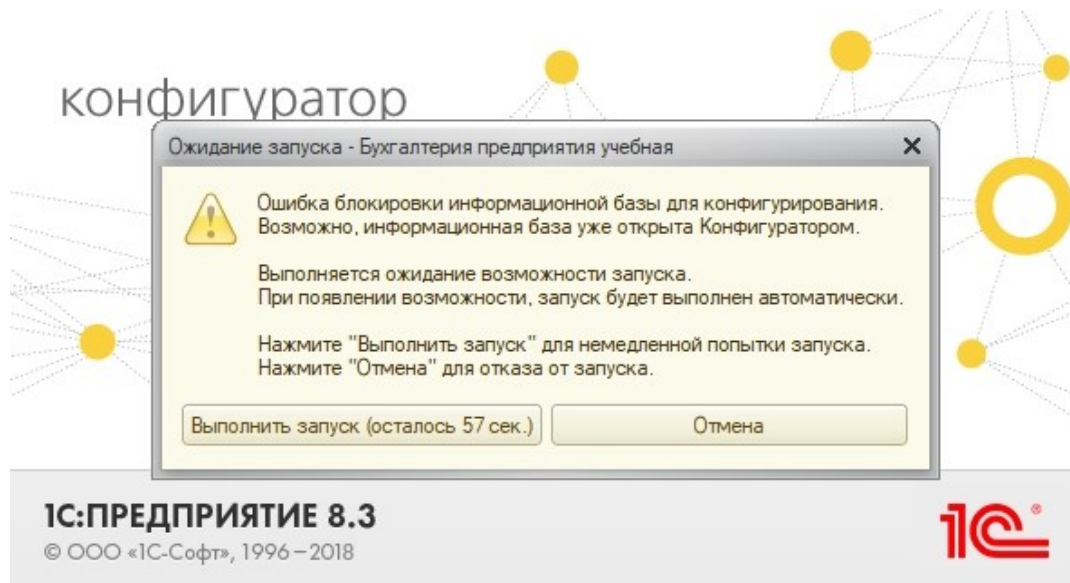 конфигуратор
Ожидание запуска - Бухгалтерия предприятия учебная
Ошибка блокировки информационной базы для конфигурирования.
Возможно, информационная база уже открыта Конфигуратором.
Выполняется ожидание возможности запуска.
При появлении возможности, запуск будет выполнен автоматически.
Нажмите "Выполнить запуск" для немедленной попытки запуска.
Нажмите "Отмена" для отказа от запуска.
Выполнить запуск (осталось 57 сек.)
Отмена
1С:ПРЕДПРИЯТИЕ 8.3
© ООО «1С-Софт», 1996–2018
1С®